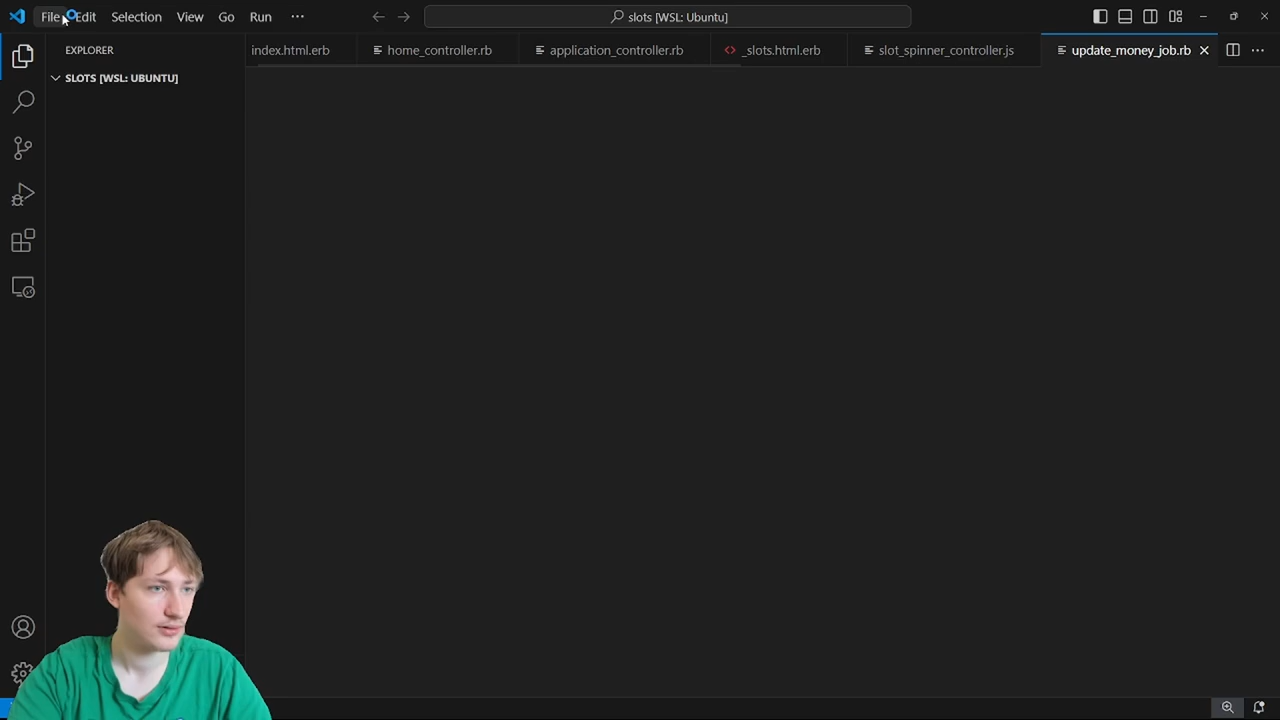 File Edit Selection View Go Run ··· slots [WSL: Ubuntu]
EXPLORER
index.html.erb home_controller.rb application_controller.rb _slots.html.erb slot_spinner_controller.js update_money_job.rb
SLOTS [WSL: UBUNTU]